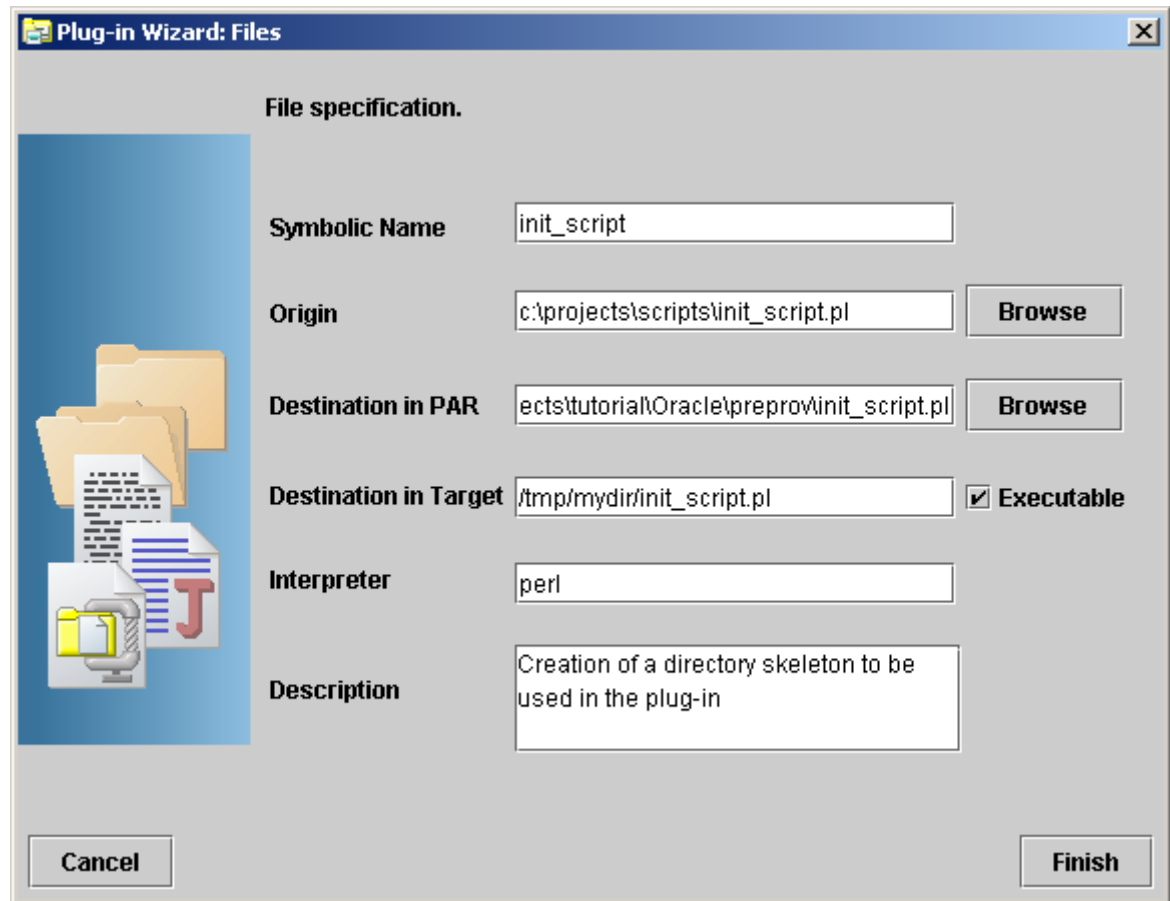 Plug-in Wizard: Files
File specification.
Symbolic Name init_script
Origin c:\projects\scripts\init_script.pl Browse
Destination in PAR ects\tutorial\Oracle\preprov\init_script.pl Browse
Destination in Target /tmp/mydir/init_script.pl Executable
Interpreter perl
Description Creation of a directory skeleton to be
used in the plug-in
J
Cancel Finish